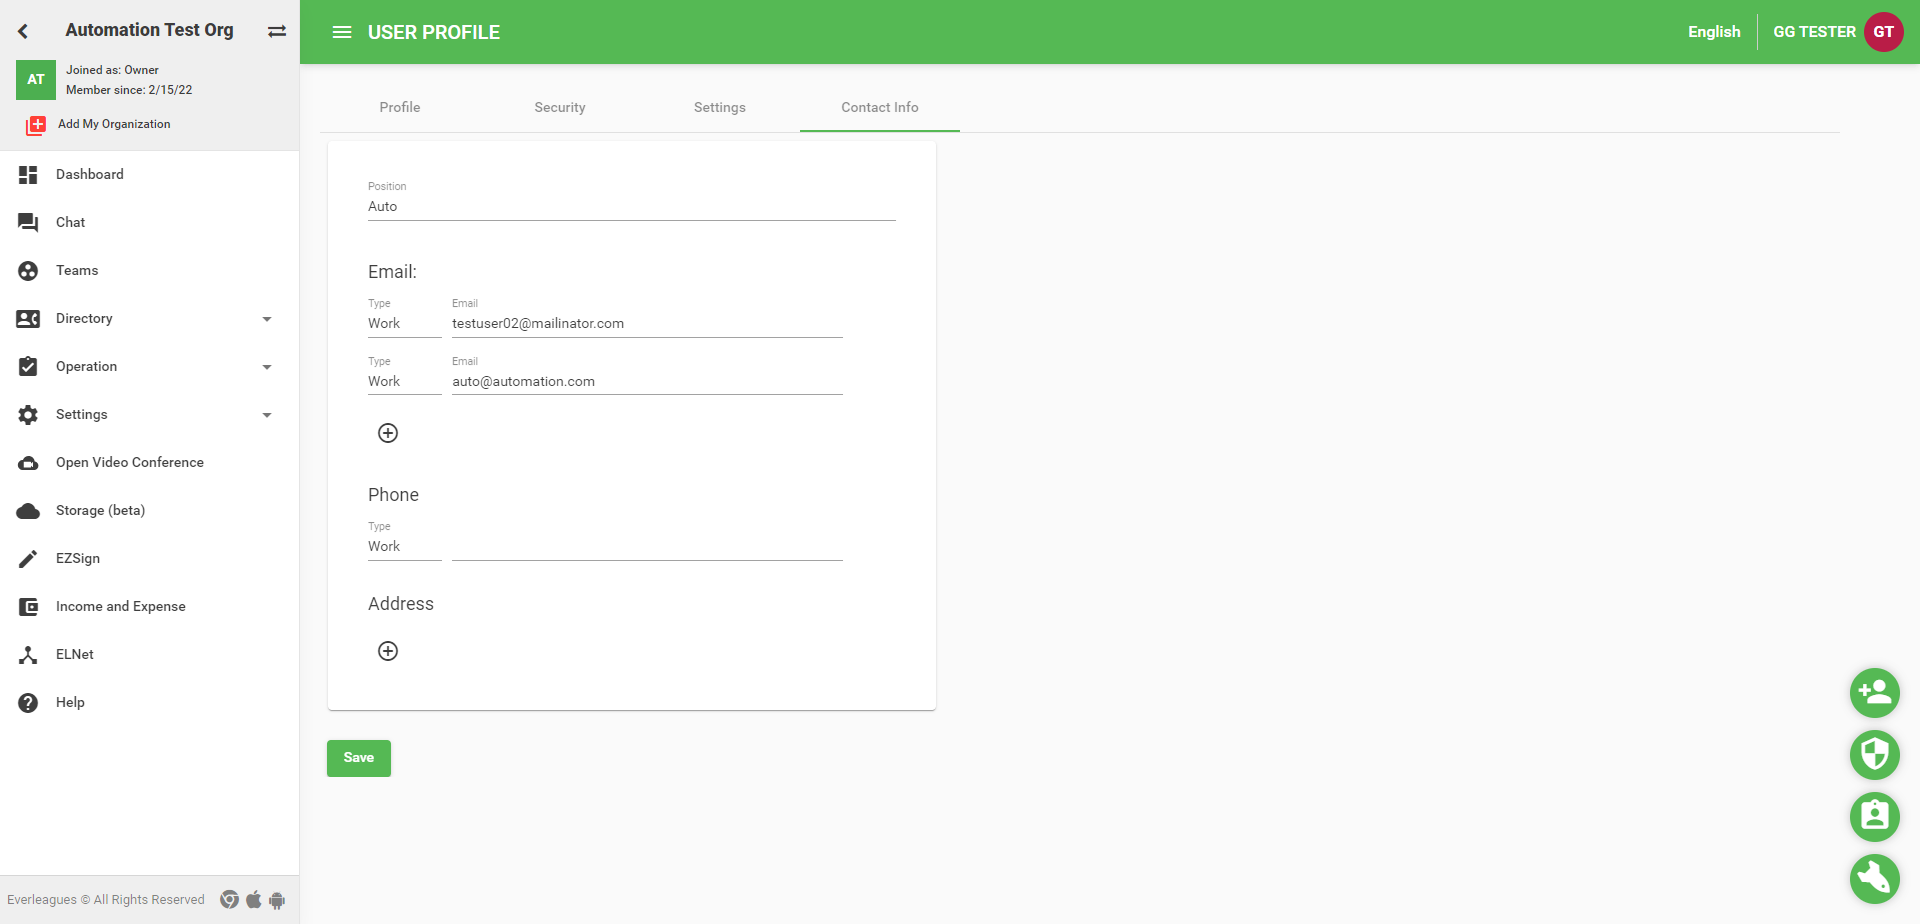 Automation Test Org
AT
Joined as: Owner
Member since: 2/15/22
Add My Organization
Dashboard
Chat
Teams
Directory
Operation
Settings
Open Video Conference
Storage (beta)
EZSign
Income and Expense
ELNet
Help
Everleagues © All Rights Reserved
USER PROFILE
English
GG TESTER
GT
Profile
Security
Settings
Contact Info
Position
Auto
Email:
Type Email
Work testuser02@mailinator.com
Type Email
Work auto@automation.com
Phone
Type
Work
Address
Save